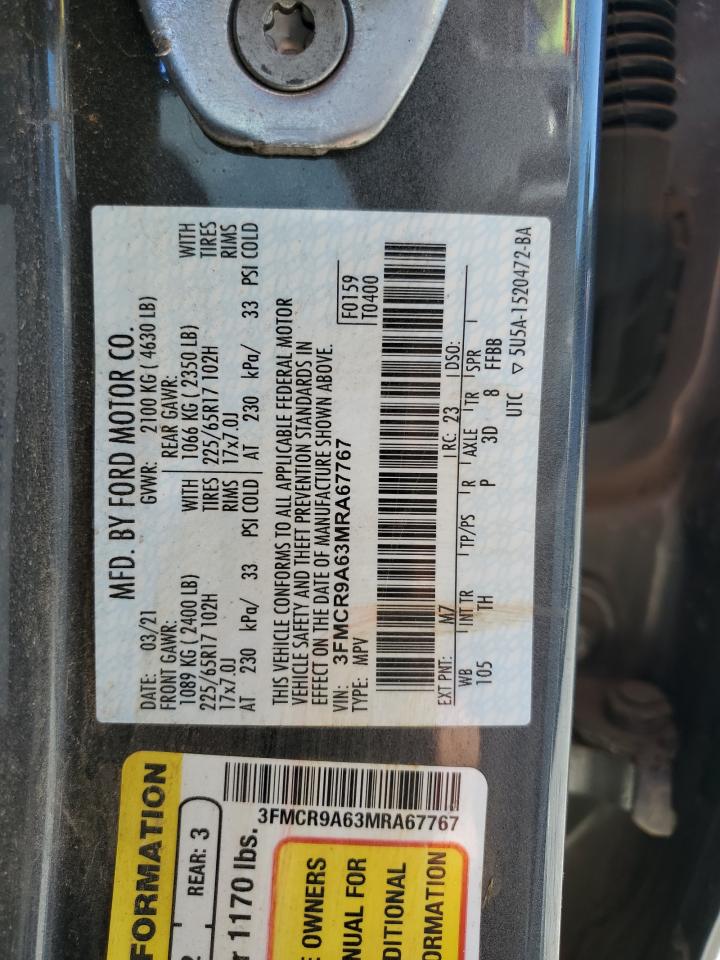 MFD. BY FORD MOTOR CO.
DATE: 03/21 GVWR: 2100 KG ( 4630 LB)
FRONT GAWR: REAR GAWR:
1089 KG ( 2400 LB) WITH 1066 KG ( 2350 LB) WITH
225/65R17 102H TIRES 225/65R17 102H TIRES
17x7.0J RIMS 17x7.0J RIMS
AT 230 kPa/ 33 PSI COLD AT 230 kPa/ 33 PSI COLD
THIS VEHICLE CONFORMS TO ALL APPLICABLE FEDERAL MOTOR
VEHICLE SAFETY AND THEFT PREVENTION STANDARDS IN
EFFECT ON THE DATE OF MANUFACTURE SHOWN ABOVE.
VIN: 3FMCR9A63MRA67767 F0159
TYPE: MPV T0400
EXT PNT: M7 RC: 23 DSO:
WB INT TR TP/PS R AXLE TR SPR
105 TH P 3D 8 FFBB
UTC ▽ 5U5A-1520472-BA
FORMATION
REAR: 3
1170 lbs.
3FMCR9A63MRA67767
OWNERS
FOR